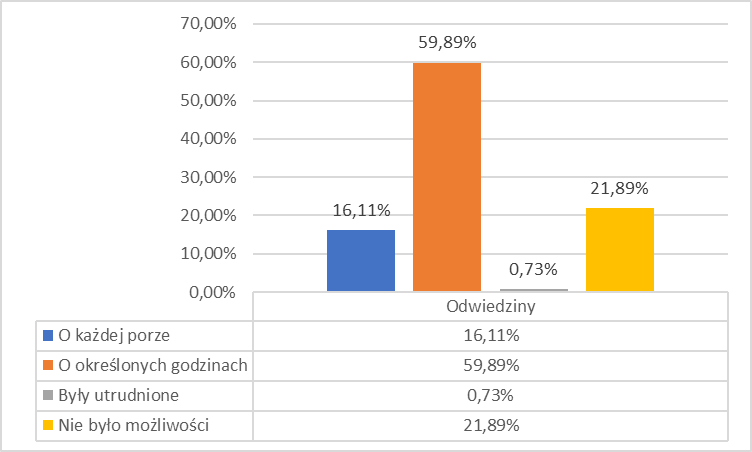 70,00%
60,00%
50,00%
40,00%
30,00%
20,00%
10,00%
0,00%
16,11%
59,89%
0,73%
21,89%
Odwiedziny
O każdej porze 16,11%
O określonych godzinach 59,89%
Były utrudnione 0,73%
Nie było możliwości 21,89%